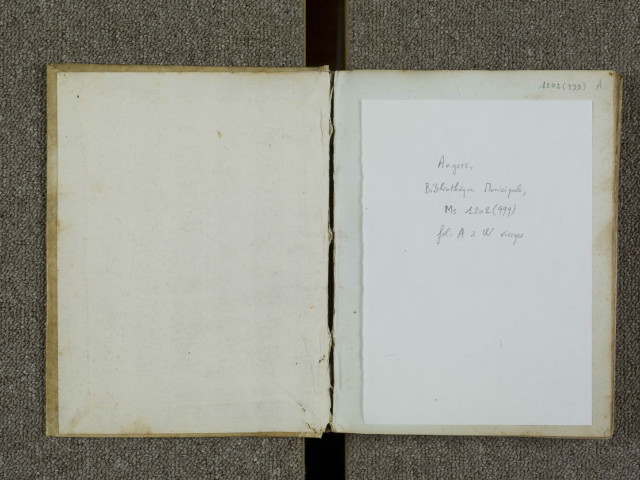 1202(999) A
Angers,
Bibliothèque Municipale,
Ms 1202(999)
fol. A à W vierges